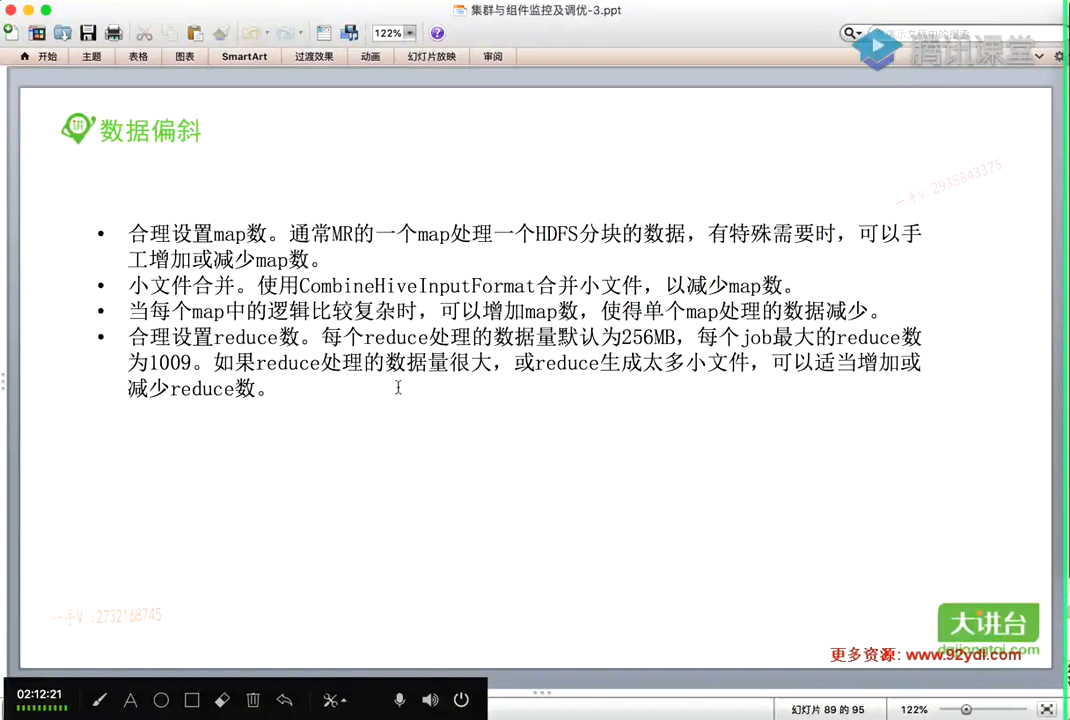 集群与组件监控及调优-3.ppt
122%
腾讯课堂
开始 主题 表格 图表 SmartArt 过渡效果 动画 幻灯片放映 审阅
数据偏斜
一手v:2938843375
• 合理设置map数。通常MR的一个map处理一个HDFS分块的数据，有特殊需要时，可以手
工增加或减少map数。
• 小文件合并。使用CombineHiveInputFormat合并小文件，以减少map数。
• 当每个map中的逻辑比较复杂时，可以增加map数，使得单个map处理的数据减少。
• 合理设置reduce数。每个reduce处理的数据量默认为256MB，每个job最大的reduce数
为1009。如果reduce处理的数据量很大，或reduce生成太多小文件，可以适当增加或
减少reduce数。
一手V :2732168745
大讲台
dajiangtai.com
更多资源: www.92ydl.com
02:12:21
幻灯片 89 的 95
122%